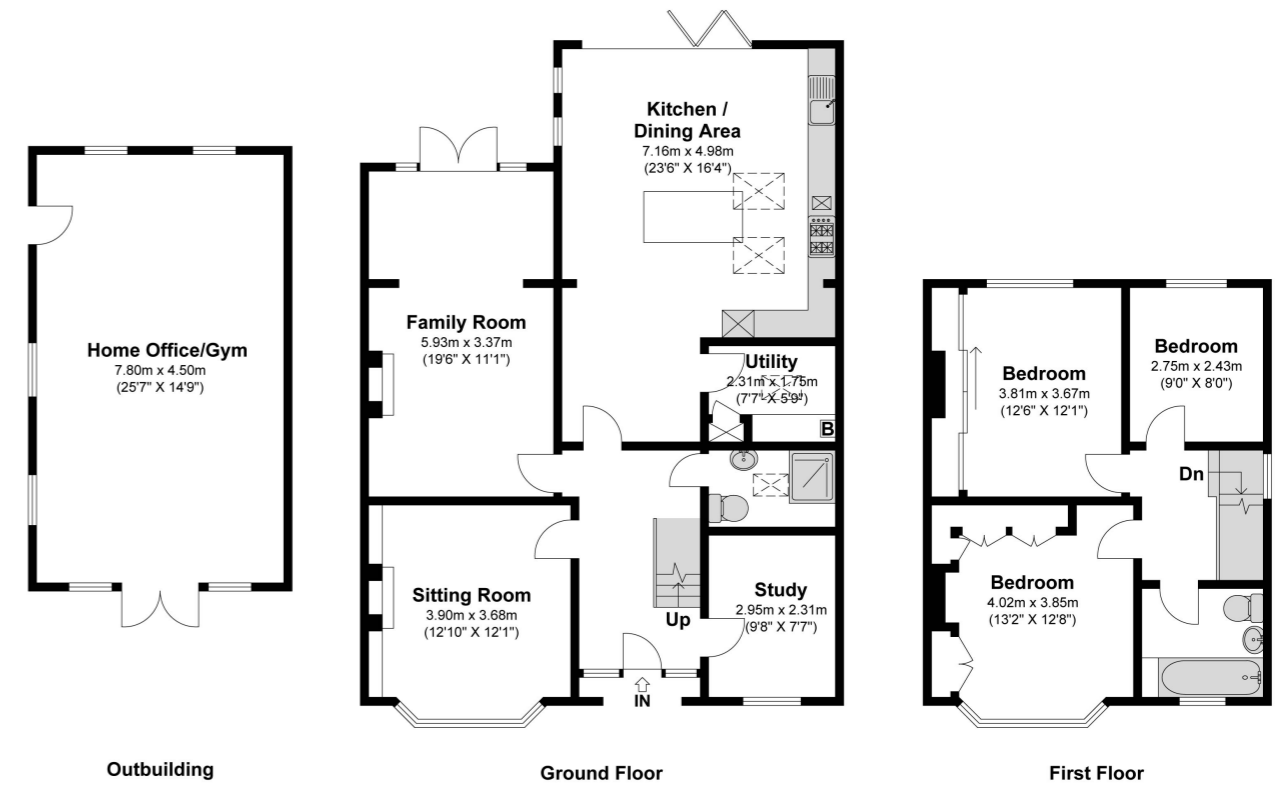 Home Office/Gym
7.80m x 4.50m
(25'7" X 14'9")
Outbuilding
Kitchen /
Dining Area
7.16m x 4.98m
(23'6" X 16'4")
Family Room
5.93m x 3.37m
(19'6" X 11'1")
Utility
2.31m x 1.75m
(7'7" X 5'9")
B
Sitting Room
3.90m x 3.68m
(12'10" X 12'1")
Up
Study
2.95m x 2.31m
(9'8" X 7'7")
IN
Ground Floor
Bedroom
3.81m x 3.67m
(12'6" X 12'1")
Bedroom
2.75m x 2.43m
(9'0" X 8'0")
Dn
Bedroom
4.02m x 3.85m
(13'2" X 12'8")
First Floor